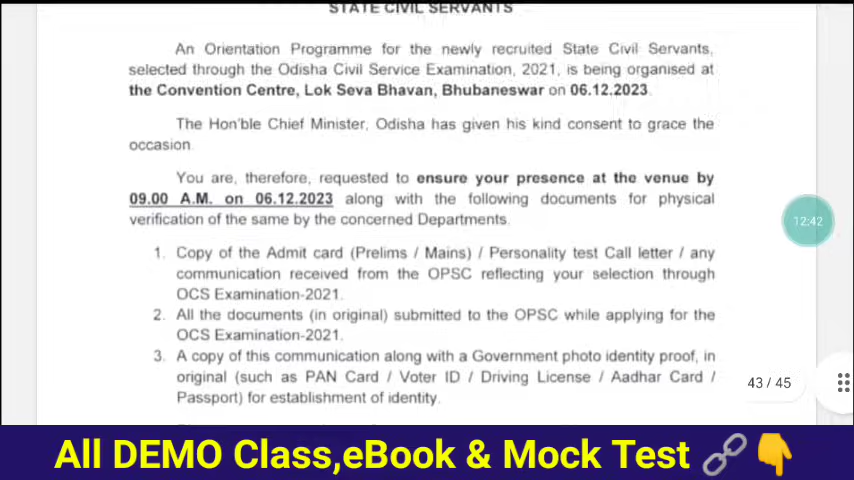 STATE CIVIL SERVANTS
An Orientation Programme for the newly recruited State Civil Servants,
selected through the Odisha Civil Service Examination, 2021, is being organised at
the Convention Centre, Lok Seva Bhavan, Bhubaneswar on 06.12.2023.
The Hon'ble Chief Minister, Odisha has given his kind consent to grace the
occasion.
You are, therefore, requested to ensure your presence at the venue by
09.00 A.M. on 06.12.2023 along with the following documents for physical
verification of the same by the concerned Departments.
1. Copy of the Admit card (Prelims / Mains) / Personality test Call letter / any
communication received from the OPSC reflecting your selection through
OCS Examination-2021.
2. All the documents (in original) submitted to the OPSC while applying for the
OCS Examination-2021.
3. A copy of this communication along with a Government photo identity proof, in
original (such as PAN Card / Voter ID / Driving License / Aadhar Card /
Passport) for establishment of identity.
12:42
43 / 45
All DEMO Class,eBook & Mock Test 🔗👇